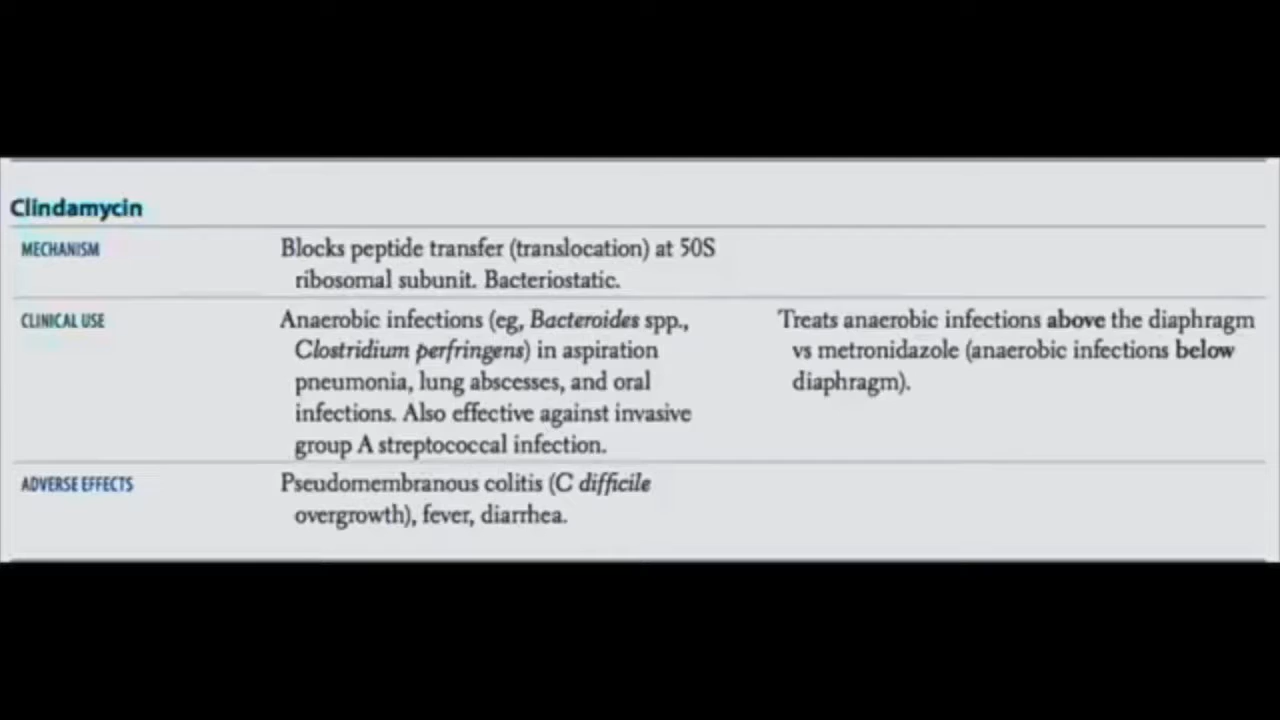 Clindamycin
MECHANISM
Blocks peptide transfer (translocation) at 50S
ribosomal subunit. Bacteriostatic.
CLINICAL USE
Anaerobic infections (eg, Bacteroides spp.,
Clostridium perfringens) in aspiration
pneumonia, lung abscesses, and oral
infections. Also effective against invasive
group A streptococcal infection.
Treats anaerobic infections above the diaphragm
vs metronidazole (anaerobic infections below
diaphragm).
ADVERSE EFFECTS
Pseudomembranous colitis (C difficile
overgrowth), fever, diarrhea.